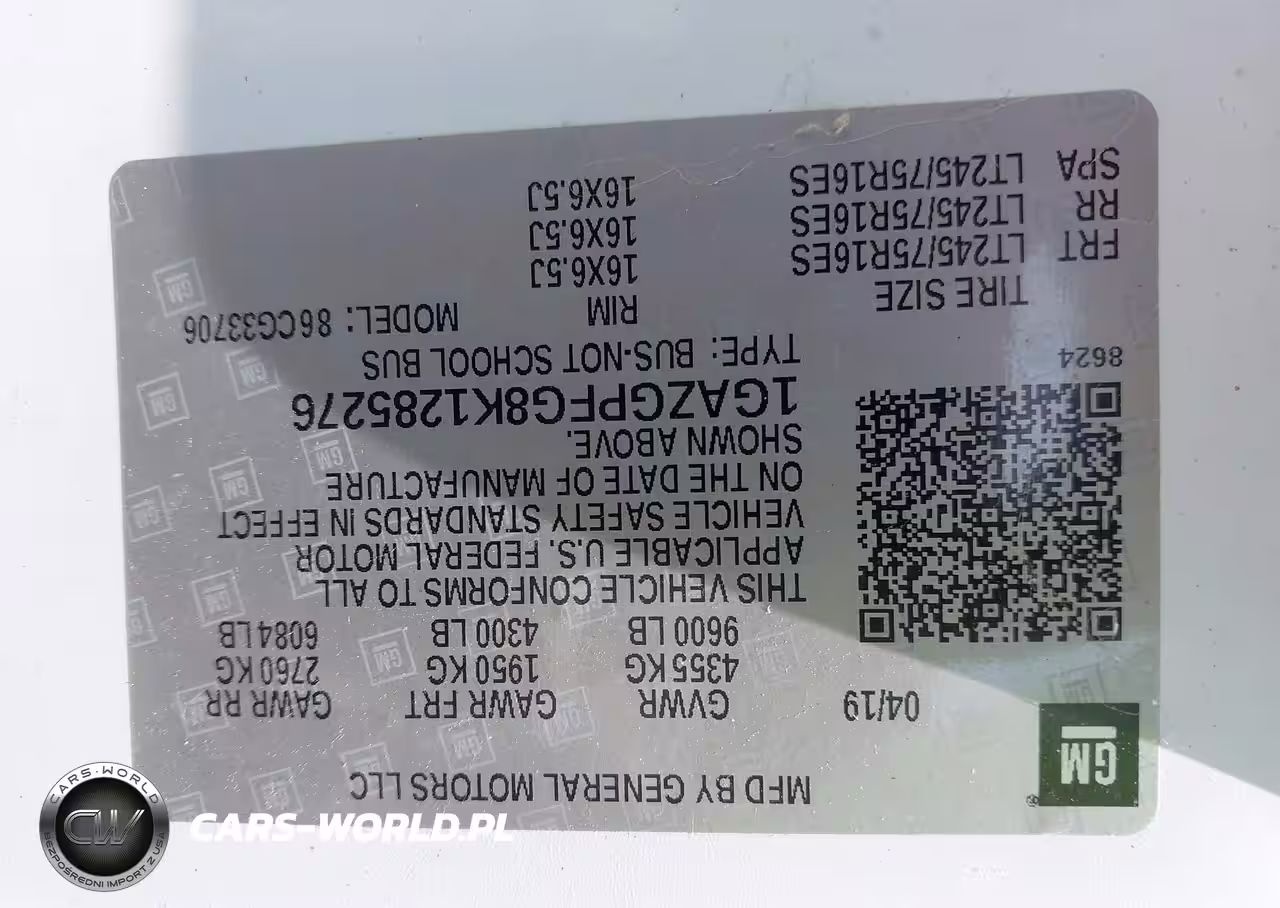 MFD BY GENERAL MOTORS LLC
GM
®
04/19 GVWR GAWR FRT GAWR RR
4355 KG 1950 KG 2760 KG
9600 LB 4300 LB 6084 LB
THIS VEHICLE CONFORMS TO ALL
APPLICABLE U.S. FEDERAL MOTOR
VEHICLE SAFETY STANDARDS IN EFFECT
ON THE DATE OF MANUFACTURE
SHOWN ABOVE.
1GAZGPFG8K1285276
8624 TYPE: BUS-NOT SCHOOL BUS
MODEL: 86CG33706
TIRE SIZE RIM
FRT LT245/75R16ES 16X6.5J
RR LT245/75R16ES 16X6.5J
SPA LT245/75R16ES 16X6.5J
CARS-WORLD
CW
BEZPOŚREDNI IMPORT Z USA
CARS-WORLD.PL